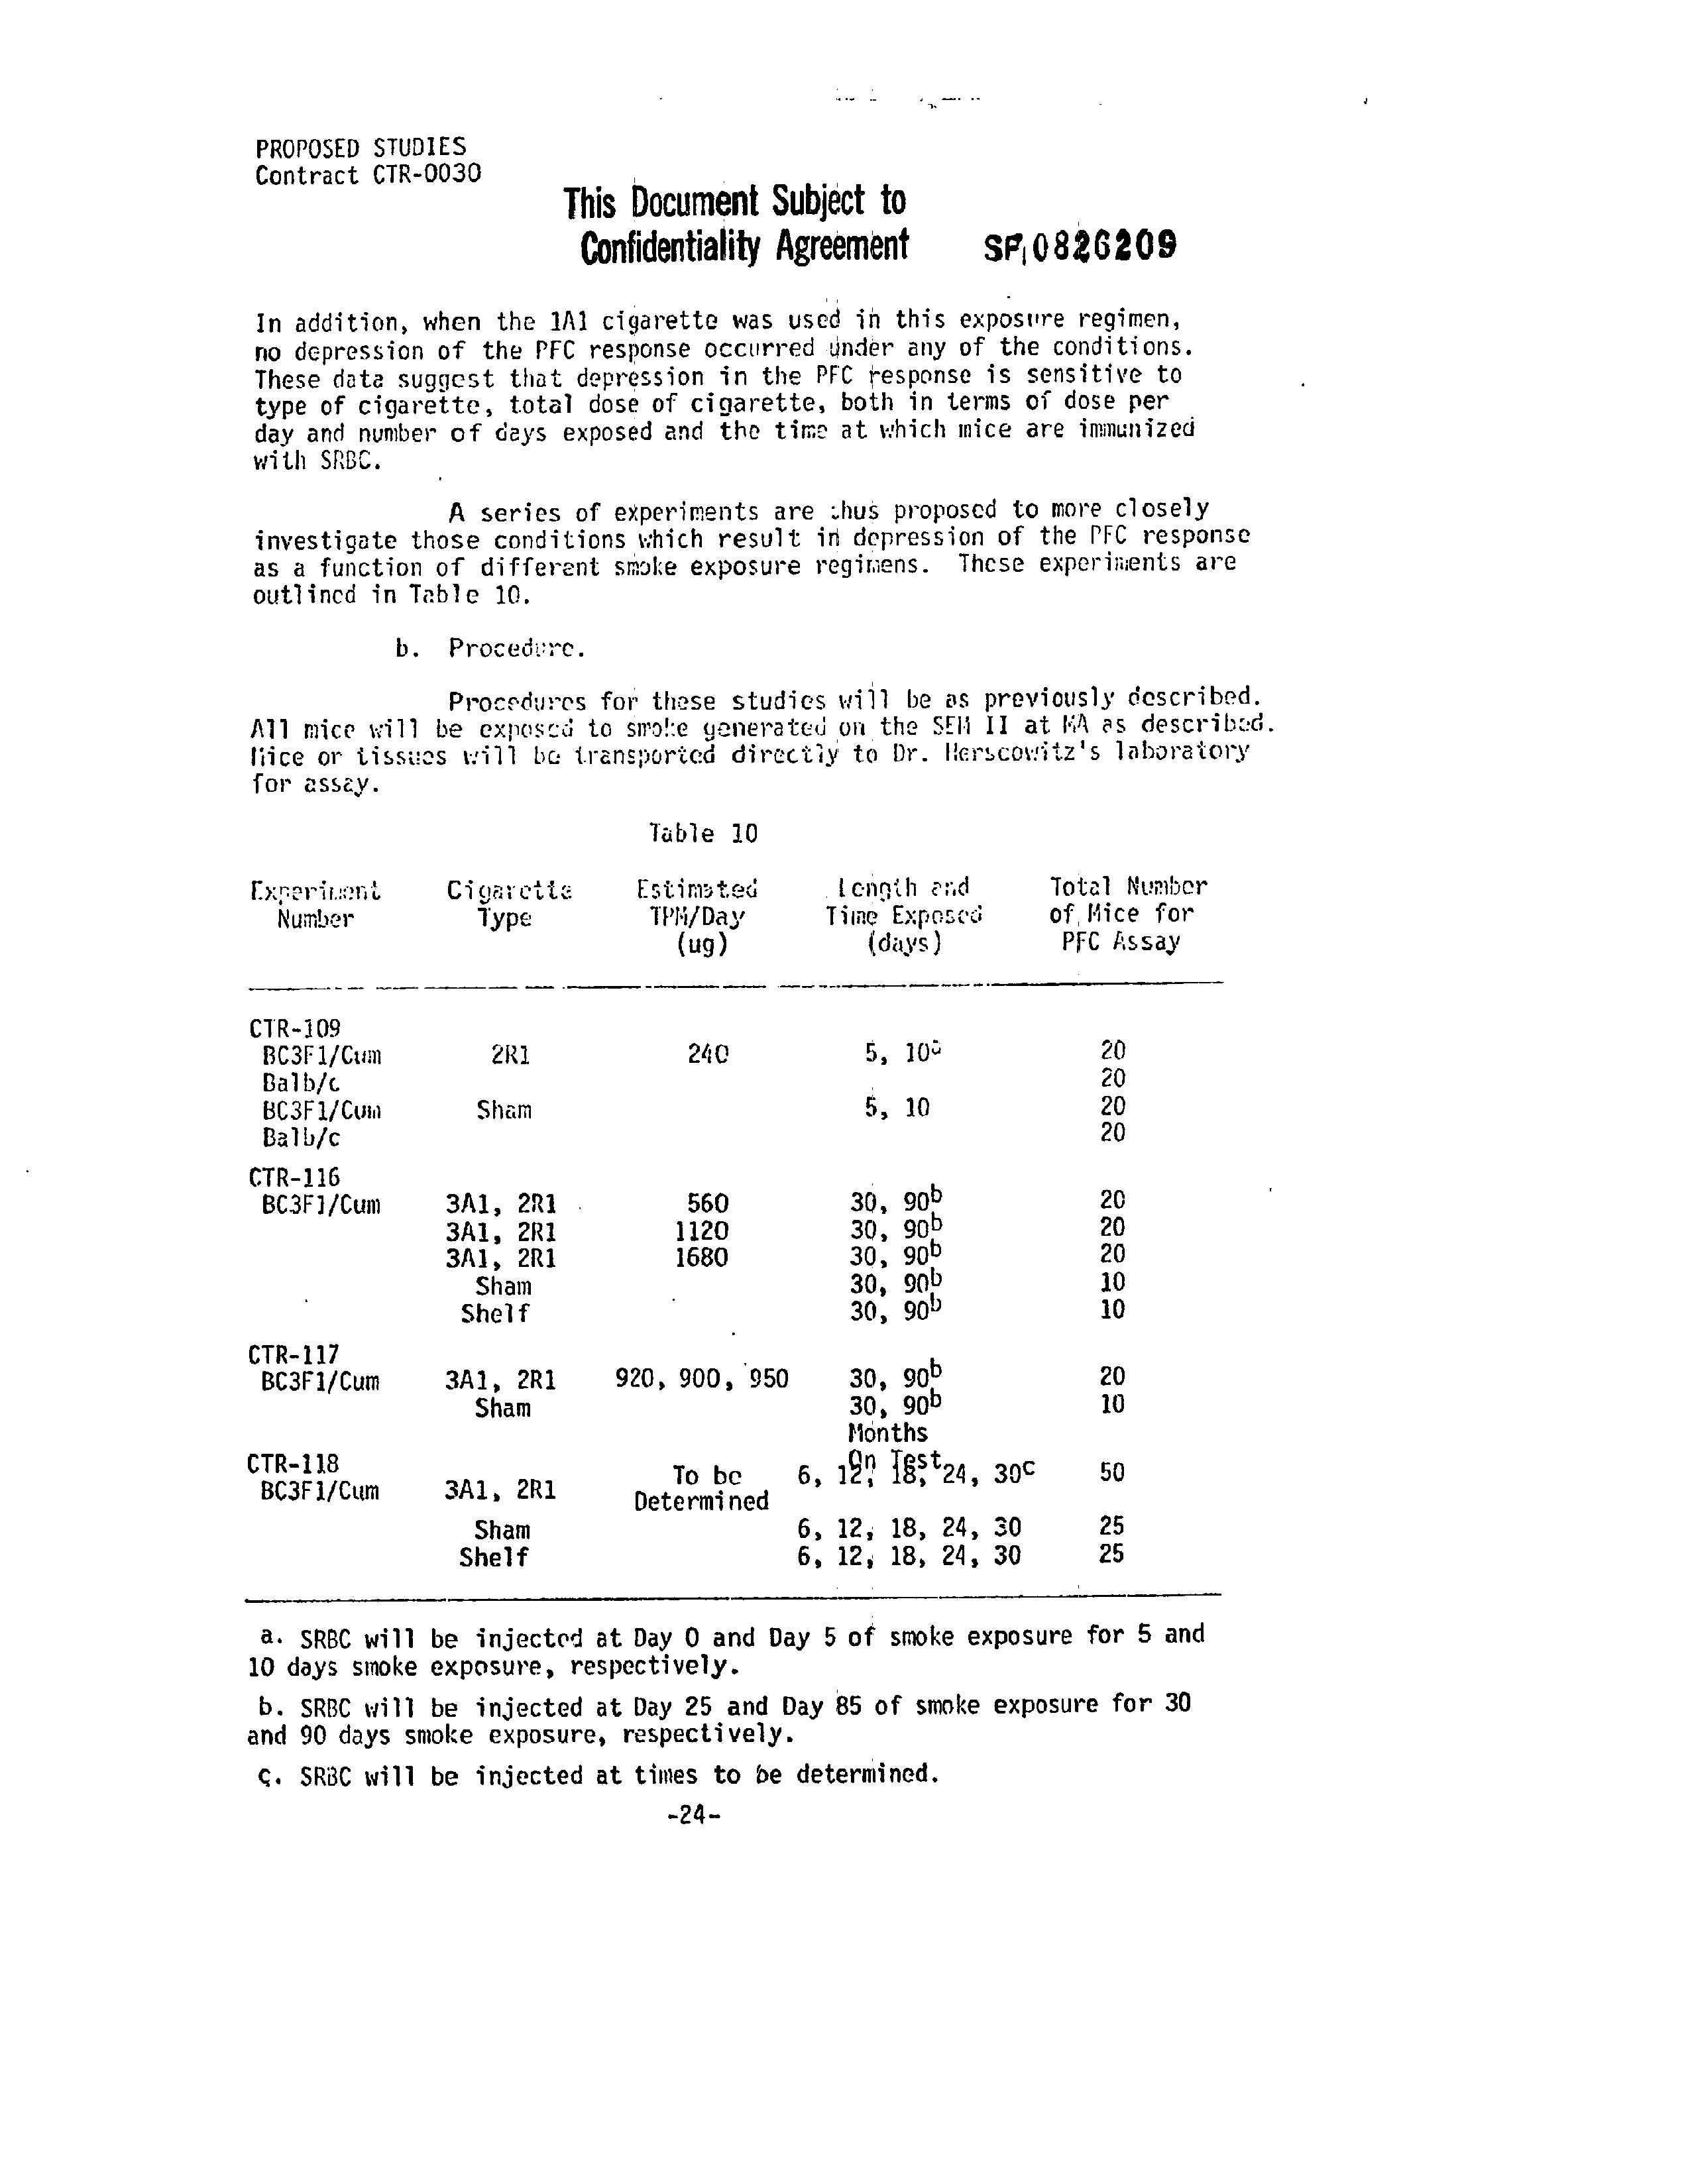 PROPOSED STUDIES
Contract CTR-0030
This Document Subject to
Confidentiality Agreement SF 0826209
In addition, when the 1A1 cigarette was used in this exposure regimen,
no depression of the PFC response occurred under any of the conditions.
These data suggest that depression in the PFC response is sensitive to
type of cigarette, total dose of cigarette, both in terms of dose per
day and number of days exposed and the time at which mice are immunized
with SRBC.
A series of experiments are thus proposed to more closely
investigate those conditions which result in depression of the PFC response
as a function of different smoke exposure regimens. These experiments are
outlined in Table 10.
b. Procedure.
Procedures for these studies will be as previously described.
All mice will be exposed to smoke generated on the SEM II at MA as described.
Mice or tissues will be transported directly to Dr. Herscowitz's laboratory
for assay.
Table 10
Experiment Cigarette Estimated Length and Total Number
Number Type TPM/Day Time Exposed of Mice for
(ug) (days) PFC Assay
CTR-109
BC3F1/Cum 2R1 240 5, 10a 20
Balb/c 20
BC3F1/Cum Sham 5, 10 20
Balb/c 20
CTR-116
BC3F1/Cum 3A1, 2R1 560 30, 90b 20
3A1, 2R1 1120 30, 90b 20
3A1, 2R1 1680 30, 90b 20
Sham 30, 90b 10
Shelf 30, 90b 10
CTR-117
BC3F1/Cum 3A1, 2R1 920, 900, 950 30, 90b 20
Sham 30, 90b 10
Months
On Test
CTR-118
To be 6, 12, 18, 24, 30c 50
BC3F1/Cum 3A1, 2R1 Determined
Sham 6, 12, 18, 24, 30 25
Shelf 6, 12, 18, 24, 30 25
a. SRBC will be injected at Day 0 and Day 5 of smoke exposure for 5 and
10 days smoke exposure, respectively.
b. SRBC will be injected at Day 25 and Day 85 of smoke exposure for 30
and 90 days smoke exposure, respectively.
c. SRBC will be injected at times to be determined.
-24-